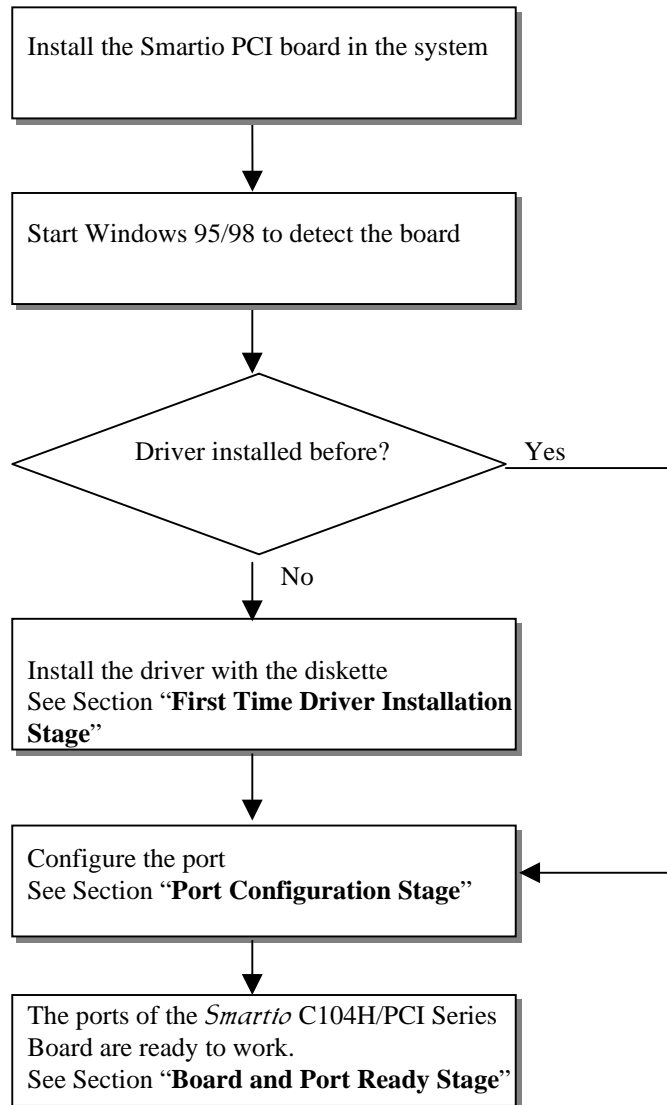 Install the Smartio PCI board in the system
Start Windows 95/98 to detect the board
Driver installed before?
Yes
No
Install the driver with the diskette
See Section “First Time Driver Installation
Stage”
Configure the port
See Section “Port Configuration Stage”
The ports of the Smartio C104H/PCI Series
Board are ready to work.
See Section “Board and Port Ready Stage”